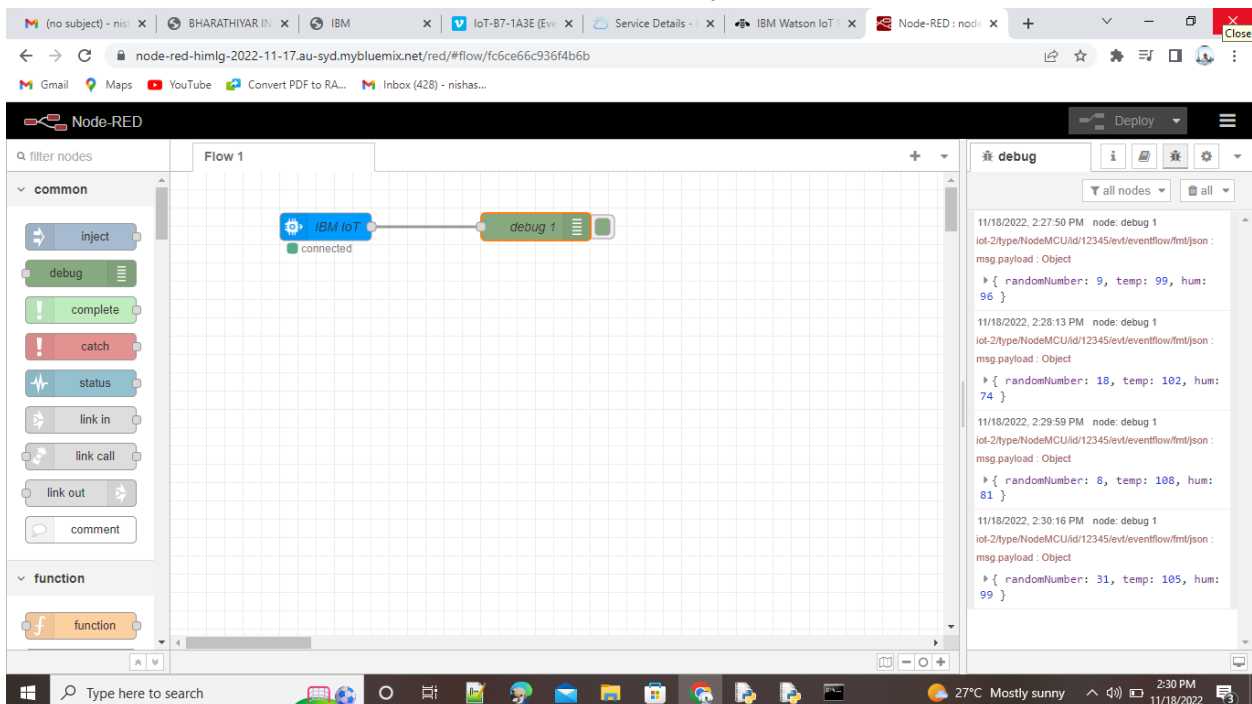 (no subject) - nisl
BHARATHIYAR IN
IBM
IoT-B7-1A3E (Eve
Service Details -
IBM Watson IoT
Node-RED : nod
Close
node-red-himlg-2022-11-17.au-syd.mybluemix.net/red/#flow/fc6ce66c936f4b6b
Gmail Maps YouTube Convert PDF to RA... Inbox (428) - nishas...
Node-RED
Deploy
filter nodes
Flow 1
debug
i
common
all nodes
all
inject
debug
complete
catch
status
link in
link call
link out
comment
function
function
IBM IoT
connected
debug 1
11/18/2022, 2:27:50 PM node: debug 1
iot-2/type/NodeMCU/id/12345/evt/eventflow/fmt/json :
msg.payload : Object
{ randomNumber: 9, temp: 99, hum:
96 }
11/18/2022, 2:28:13 PM node: debug 1
iot-2/type/NodeMCU/id/12345/evt/eventflow/fmt/json :
msg.payload : Object
{ randomNumber: 18, temp: 102, hum:
74 }
11/18/2022, 2:29:59 PM node: debug 1
iot-2/type/NodeMCU/id/12345/evt/eventflow/fmt/json :
msg.payload : Object
{ randomNumber: 8, temp: 108, hum:
81 }
11/18/2022, 2:30:16 PM node: debug 1
iot-2/type/NodeMCU/id/12345/evt/eventflow/fmt/json :
msg.payload : Object
{ randomNumber: 31, temp: 105, hum:
99 }
Type here to search
27°C Mostly sunny
2:30 PM
11/18/2022
3